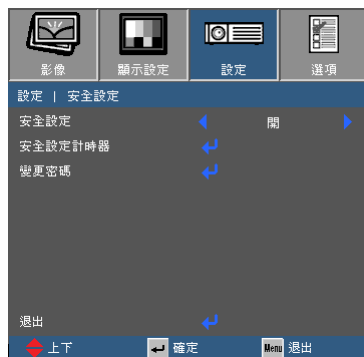 影像 顯示設定 設定 選項
設定 | 安全設定
安全設定 開
安全設定計時器
變更密碼
退出
上下 確定 Menu 退出